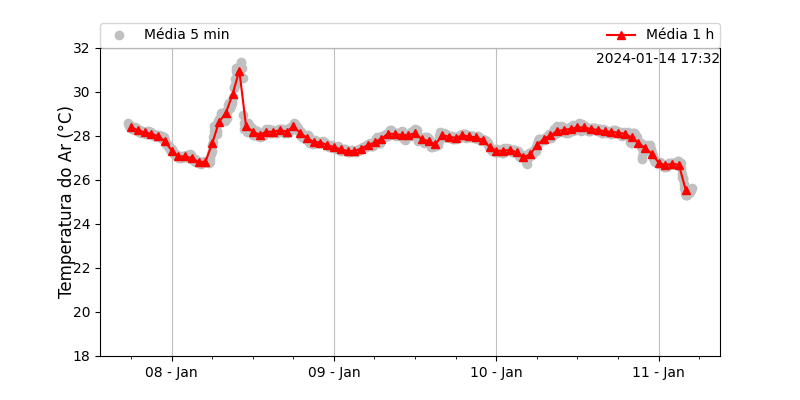 Média 5 min
Média 1 h
2024-01-14 17:32
Temperatura do Ar (°C)
32
30
28
26
24
22
20
18
08 - Jan
09 - Jan
10 - Jan
11 - Jan